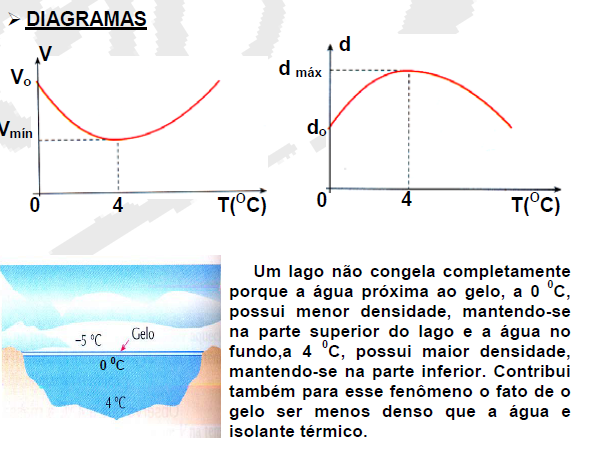 ➢ DIAGRAMAS
V
Vo
Vmín
0
4
T(ºC)
d
d máx
do
0
4
T(ºC)
-5 ºC
Gelo
0 ⁰C
4 ºC
Um lago não congela completamente
porque a água próxima ao gelo, a 0 ⁰C,
possui menor densidade, mantendo-se
na parte superior do lago e a água no
fundo,a 4 ⁰C, possui maior densidade,
mantendo-se na parte inferior. Contribui
também para esse fenômeno o fato de o
gelo ser menos denso que a água e
isolante térmico.